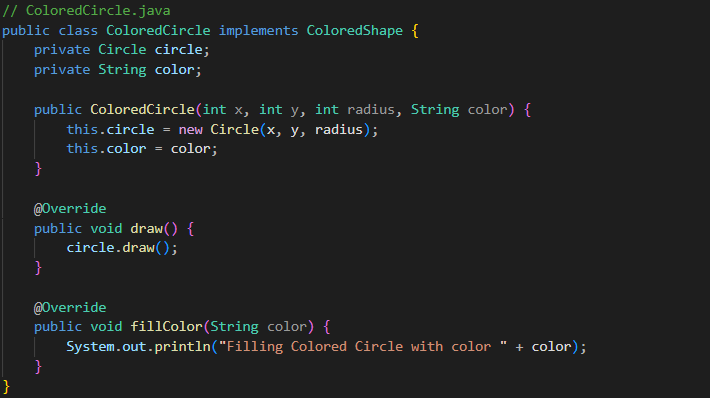 // ColoredCircle.java
public class ColoredCircle implements ColoredShape {
    private Circle circle;
    private String color;

    public ColoredCircle(int x, int y, int radius, String color) {
        this.circle = new Circle(x, y, radius);
        this.color = color;
    }

    @Override
    public void draw() {
        circle.draw();
    }

    @Override
    public void fillColor(String color) {
        System.out.println("Filling Colored Circle with color " + color);
    }
}